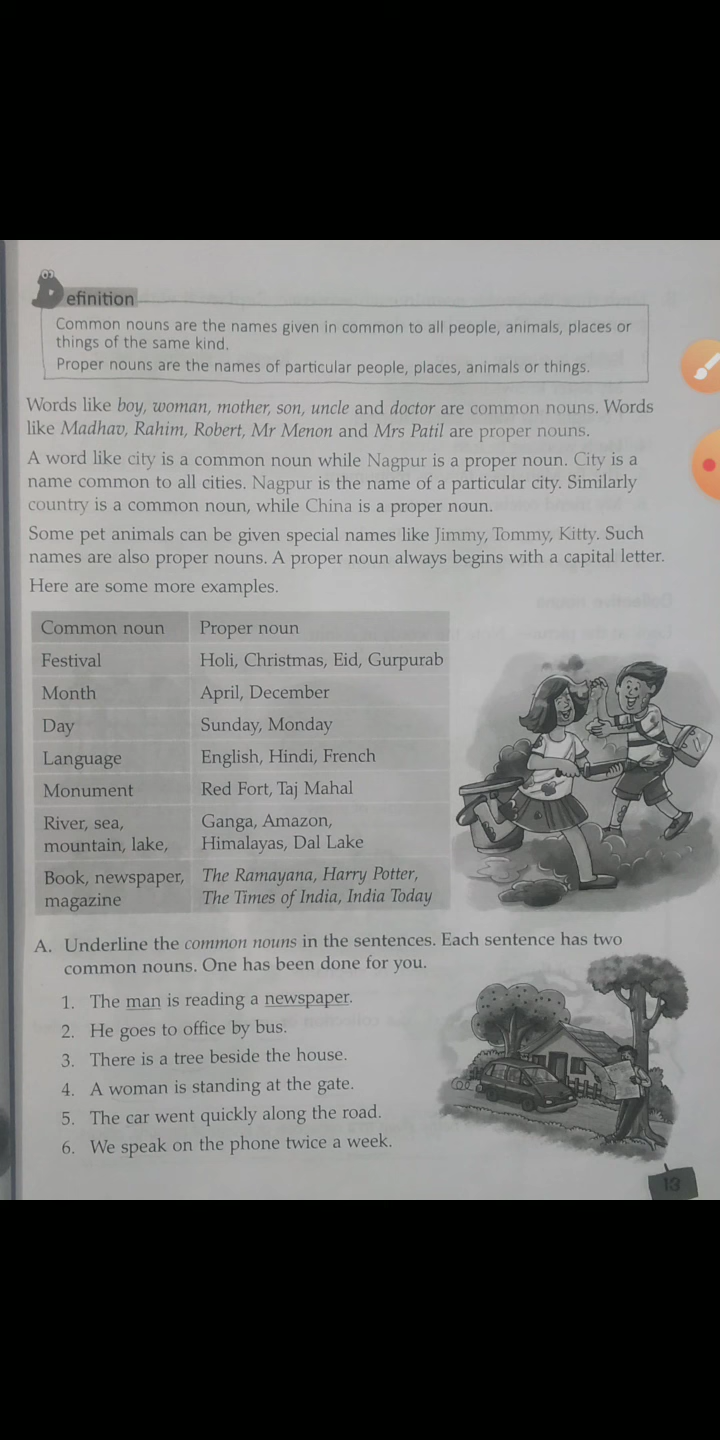 Definition
Common nouns are the names given in common to all people, animals, places or
things of the same kind.
Proper nouns are the names of particular people, places, animals or things.
Words like boy, woman, mother, son, uncle and doctor are common nouns. Words
like Madhav, Rahim, Robert, Mr Menon and Mrs Patil are proper nouns.
A word like city is a common noun while Nagpur is a proper noun. City is a
name common to all cities. Nagpur is the name of a particular city. Similarly
country is a common noun, while China is a proper noun.
Some pet animals can be given special names like Jimmy, Tommy, Kitty. Such
names are also proper nouns. A proper noun always begins with a capital letter.
Here are some more examples.
Common noun Proper noun
Festival Holi, Christmas, Eid, Gurpurab
Month April, December
Day Sunday, Monday
Language English, Hindi, French
Monument Red Fort, Taj Mahal
River, sea, Ganga, Amazon,
mountain, lake, Himalayas, Dal Lake
Book, newspaper, The Ramayana, Harry Potter,
magazine The Times of India, India Today
A. Underline the common nouns in the sentences. Each sentence has two
common nouns. One has been done for you.
1. The man is reading a newspaper.
2. He goes to office by bus.
3. There is a tree beside the house.
4. A woman is standing at the gate.
5. The car went quickly along the road.
6. We speak on the phone twice a week.
13